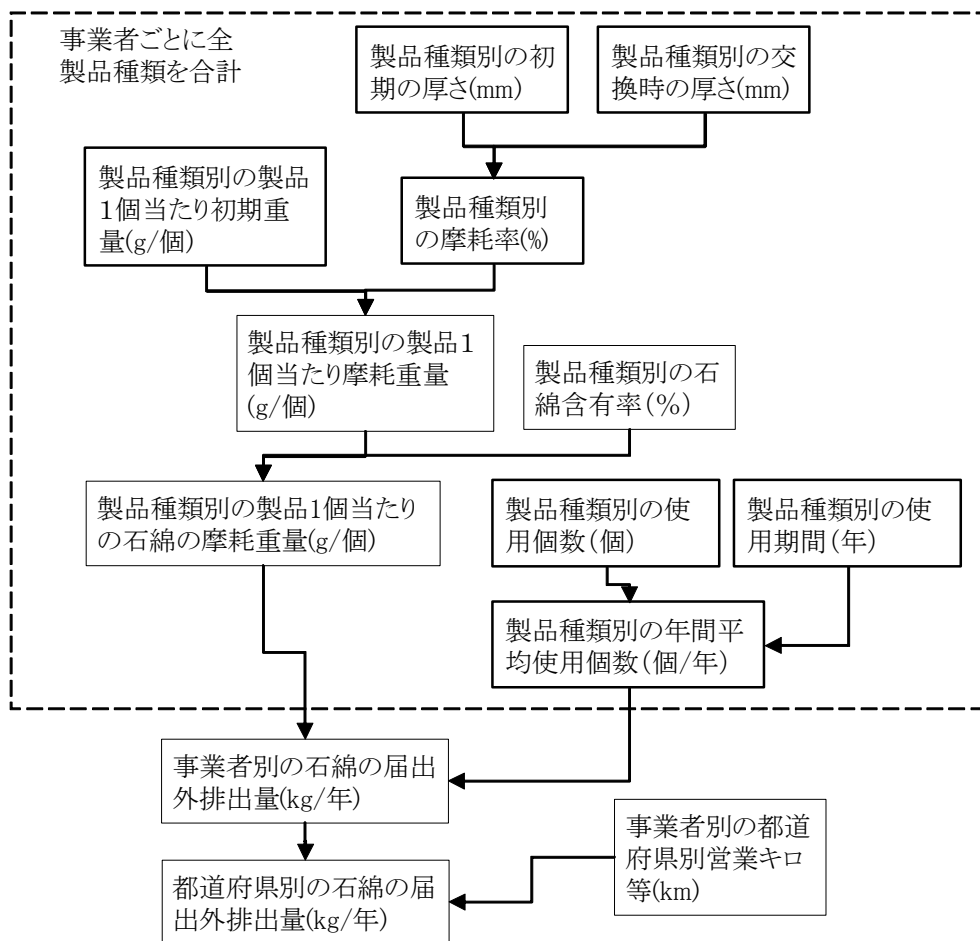 事業者ごとに全
製品種類を合計
製品種類別の初
期の厚さ(mm)
製品種類別の交
換時の厚さ(mm)
製品種類別の製品
1個当たり初期重
量(g/個)
製品種類別
の摩耗率(%)
製品種類別の製品1
個当たり摩耗重量
(g/個)
製品種類別の石
綿含有率(%)
製品種類別の製品1個当たり
の石綿の摩耗重量(g/個)
製品種類別の使
用個数(個)
製品種類別の使
用期間(年)
製品種類別の年間平
均使用個数(個/年)
事業者別の石綿の届出
外排出量(kg/年)
事業者別の都道
府県別営業キロ
等(km)
都道府県別の石綿の届
出外排出量(kg/年)